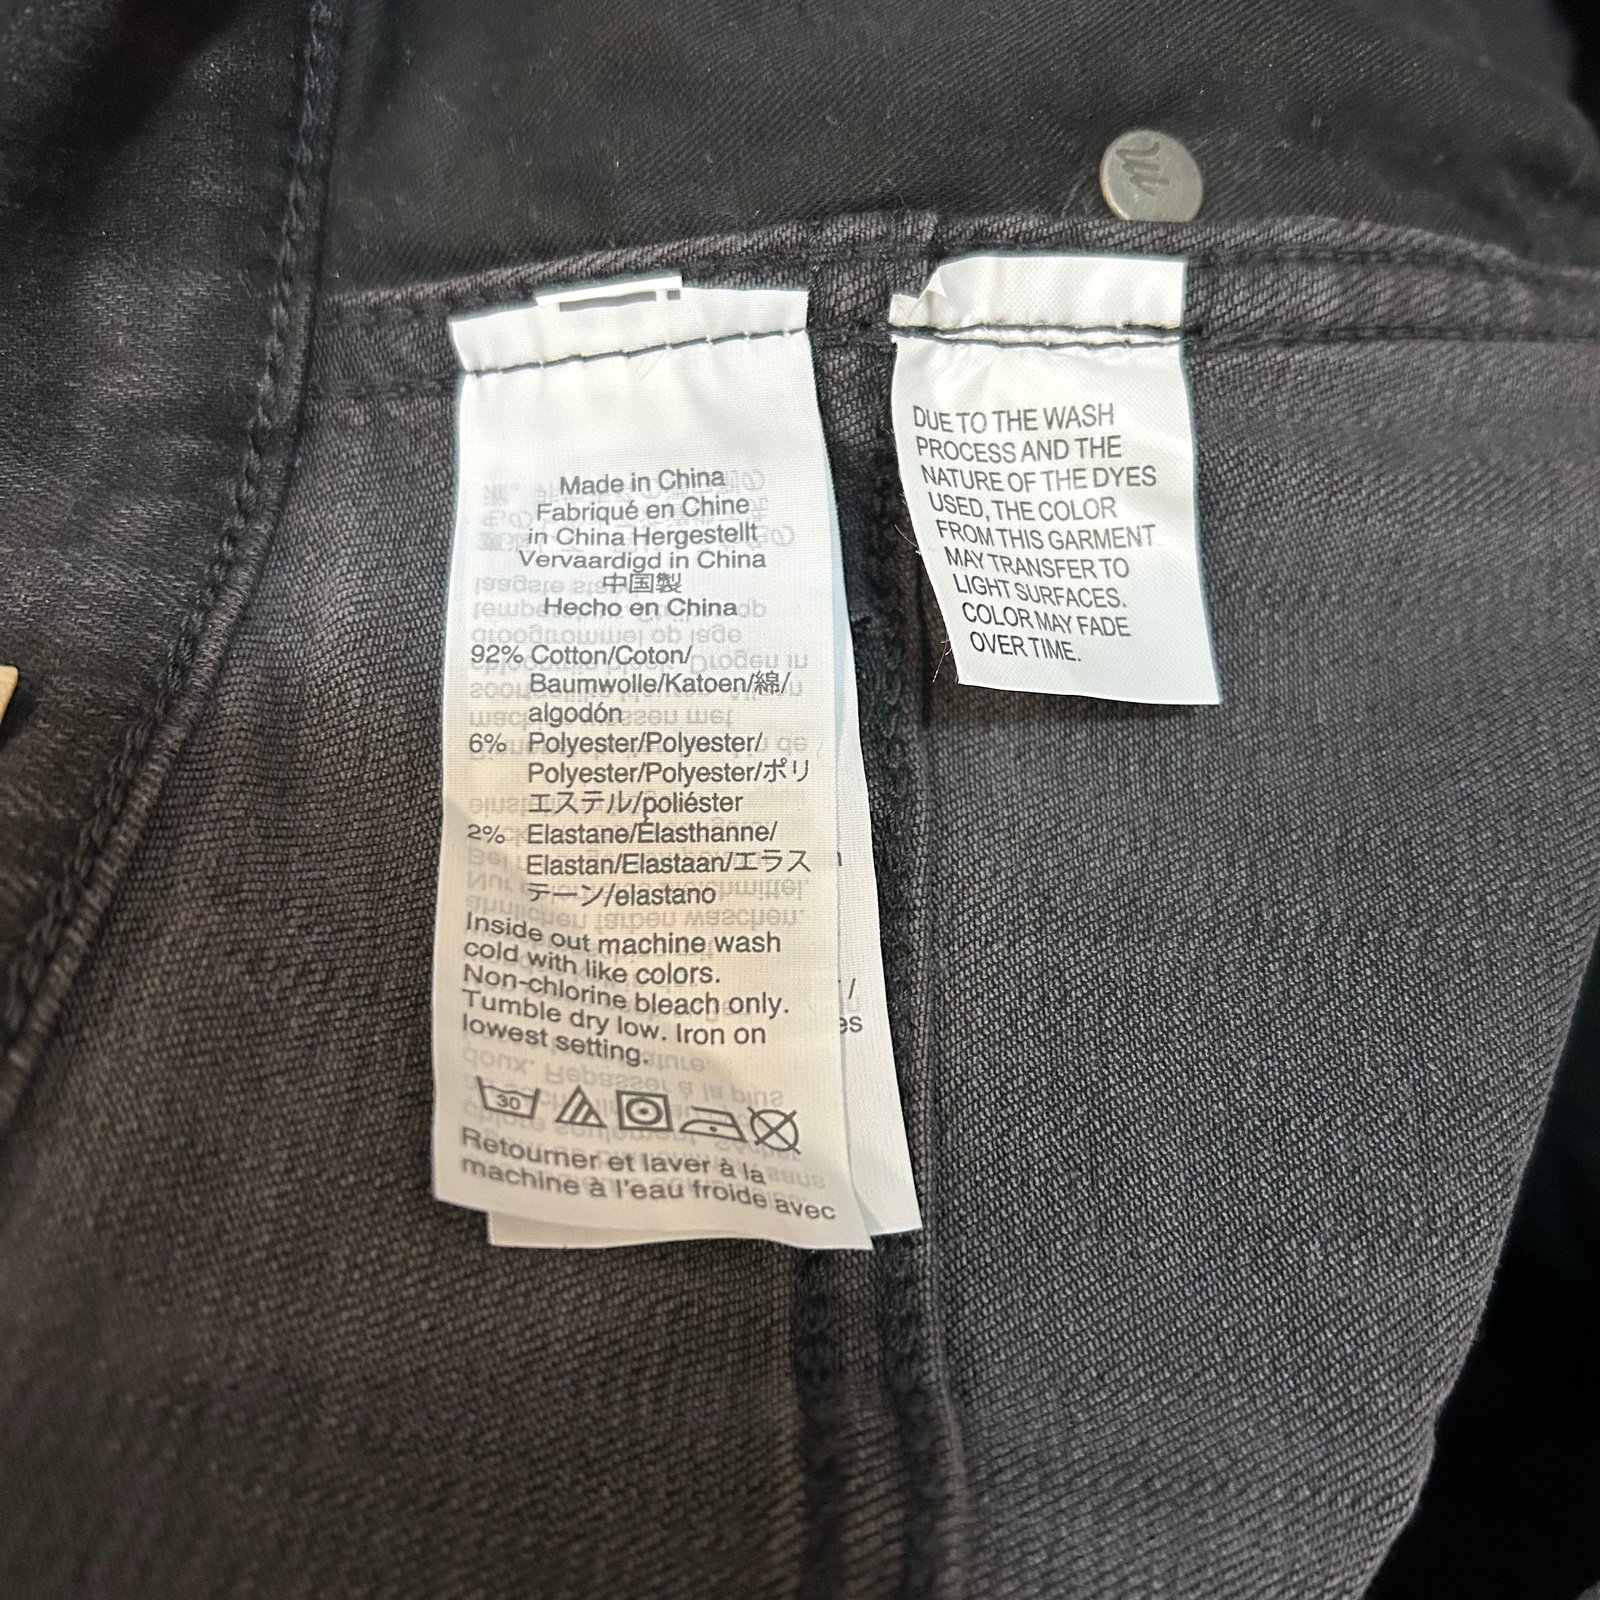 Made in China
Fabriqué en Chine
in China Hergestellt
Vervaardigd in China
中国製
Hecho en China
92% Cotton/Coton/
Baumwolle/Katoen/綿/
algodón
6% Polyester/Polyester/
Polyester/Polyester/ポリ
エステル/poliéster
2% Elastane/Élasthanne/
Elastan/Elastaan/エラス
テーン/elastano
Inside out machine wash
cold with like colors.
Non-chlorine bleach only.
Tumble dry low. Iron on
lowest setting.
30
Retourner et laver à la
machine à l'eau froide avec
DUE TO THE WASH
PROCESS AND THE
NATURE OF THE DYES
USED, THE COLOR
FROM THIS GARMENT
MAY TRANSFER TO
LIGHT SURFACES.
COLOR MAY FADE
OVER TIME.